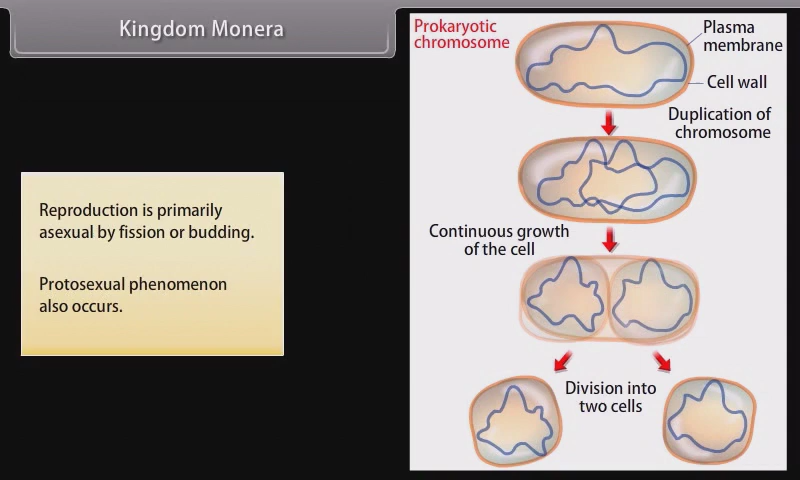 Kingdom Monera
Reproduction is primarily
asexual by fission or budding.
Protosexual phenomenon
also occurs.
Prokaryotic
chromosome
Plasma
membrane
Cell wall
Duplication of
chromosome
Continuous growth
of the cell
Division into
two cells